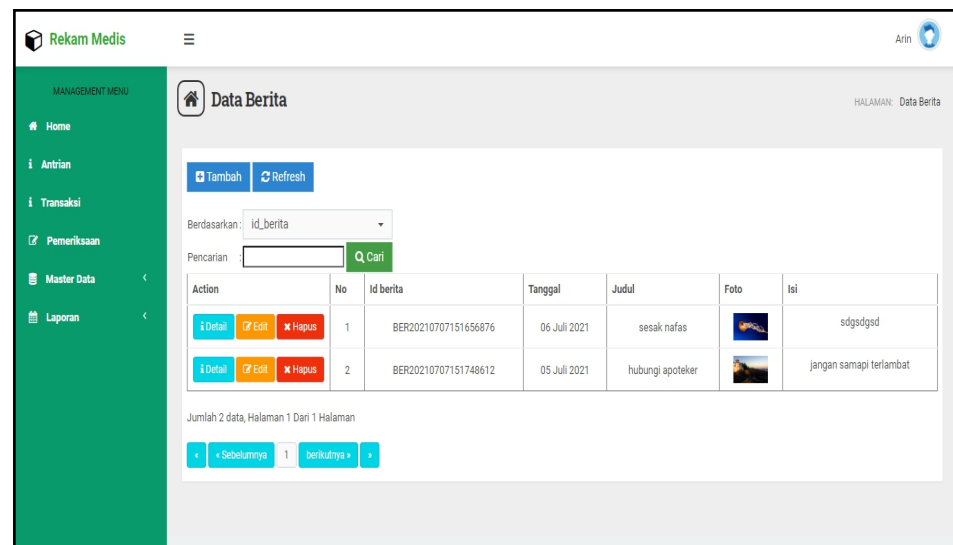 Rekam Medis
Arin
MANAGEMENT MENU
Home
Antrian
Transaksi
Pemeriksaan
Master Data
Laporan
Data Berita
HALAMAN: Data Berita
Tambah Refresh
Berdasarkan : id_berita
Pencarian : Cari
Action No Id berita Tanggal Judul Foto Isi
Detail Edit Hapus 1 BER20210707151656876 06 Juli 2021 sesak nafas sdgsdgsd
Detail Edit Hapus 2 BER20210707151748612 05 Juli 2021 hubungi apoteker jangan samapi terlambat
Jumlah 2 data, Halaman 1 Dari 1 Halaman
« « Sebelumnya 1 berikutnya » »